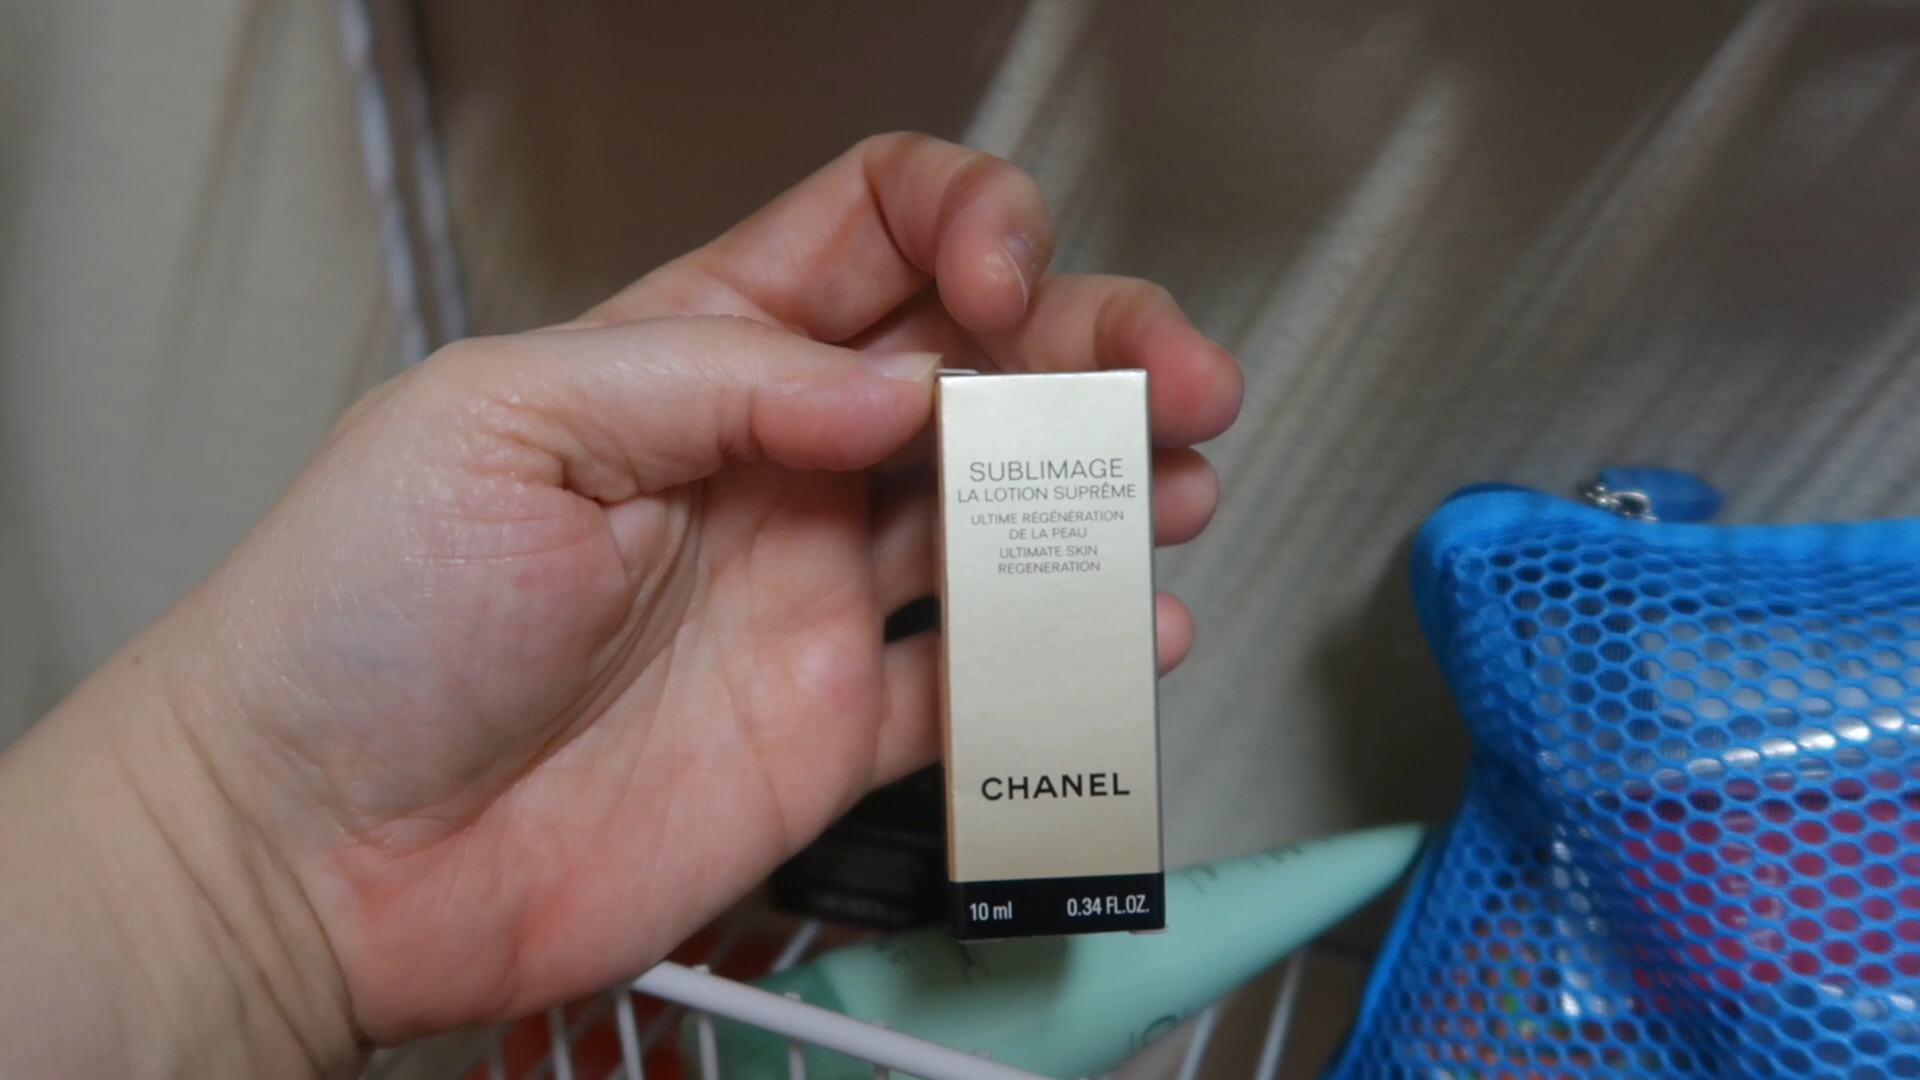 SUBLIMAGE
LA LOTION SUPRÊME
ULTIME RÉGÉNÉRATION
DE LA PEAU
ULTIMATE SKIN
REGENERATION
CHANEL
10 ml 0.34 FL.OZ.